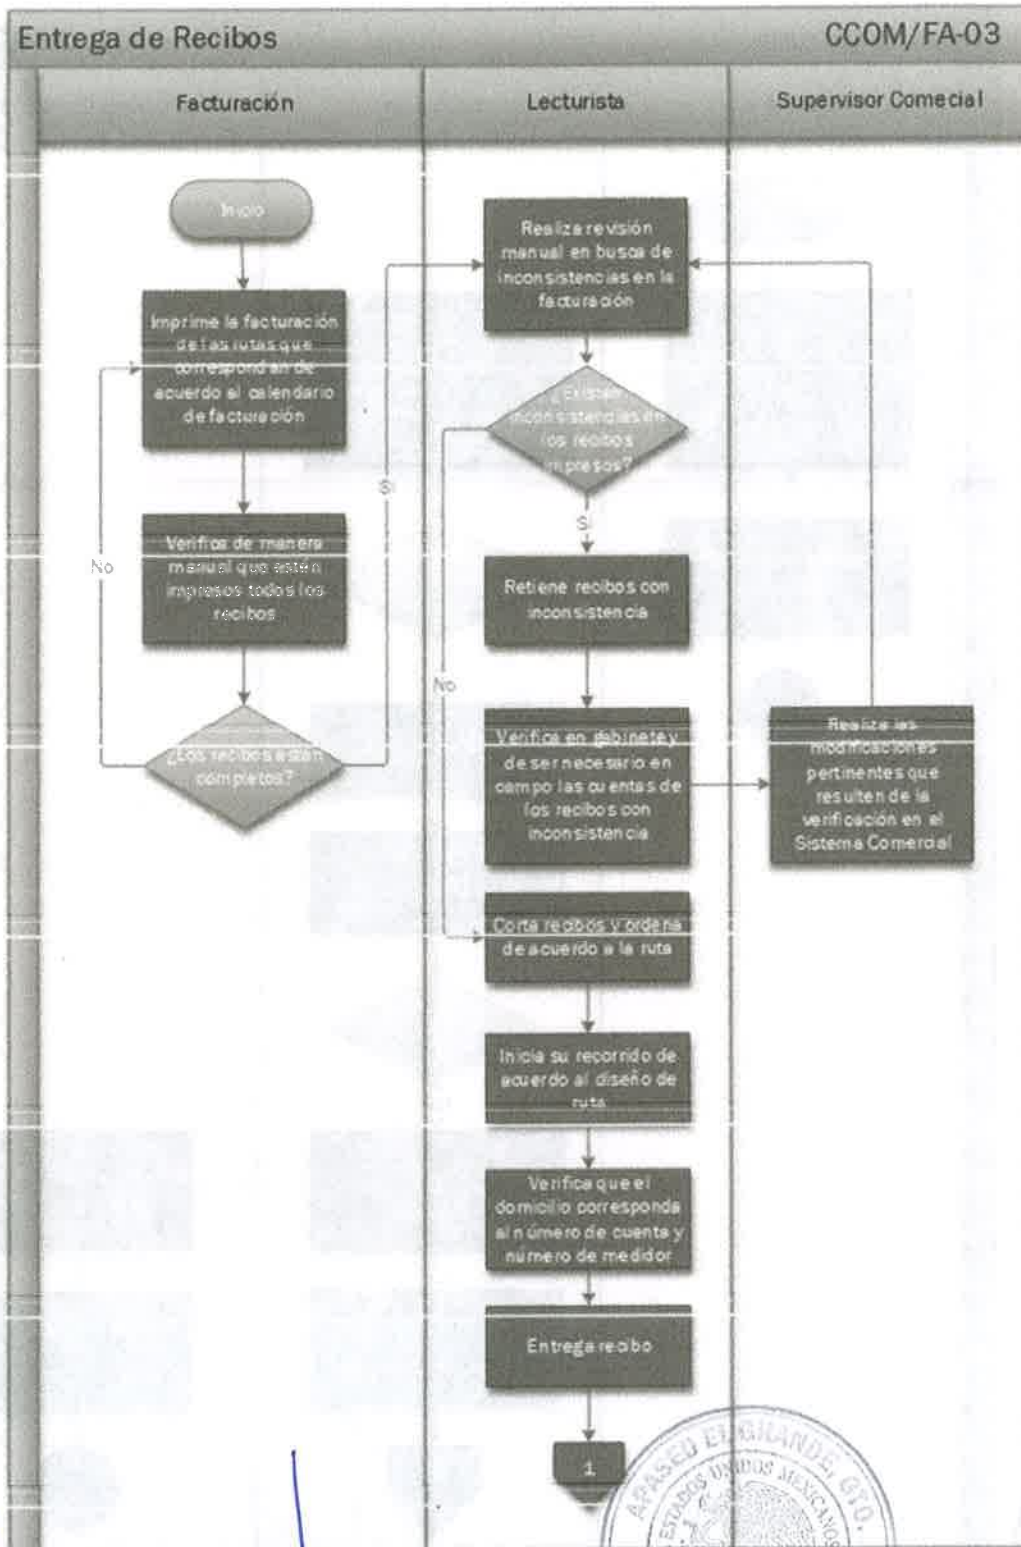 Entrega de Recibos
CCOM/FA-03
Facturación
Lecturista
Supervisor Comecial
Inicio
Imprime la facturación
de las rutas que
correspondan de
acuerdo al calendario
de facturación
Verifica de manera
manual que estén
impresos todos los
recibos
¿Los recibos están
completos?
No
Si
Realiza revisión
manual en busca de
inconsistencias en la
facturación
¿Existen
inconsistencias en
los recibos
impresos?
Si
No
Retiene recibos con
inconsistencia
Verifica en gabinete y
de ser necesario en
campo las cuentas de
los recibos con
inconsistencia
Realiza las
modificaciones
pertinentes que
resulten de la
verificación en el
Sistema Comercial
Corta recibos y ordena
de acuerdo a la ruta
Inicia su recorrido de
acuerdo al diseño de
ruta
Verifica que el
domicilio corresponda
al número de cuenta y
número de medidor
Entrega recibo
1
APASEO EL GRANDE, GTO.
ESTADOS UNIDOS MEXICANOS